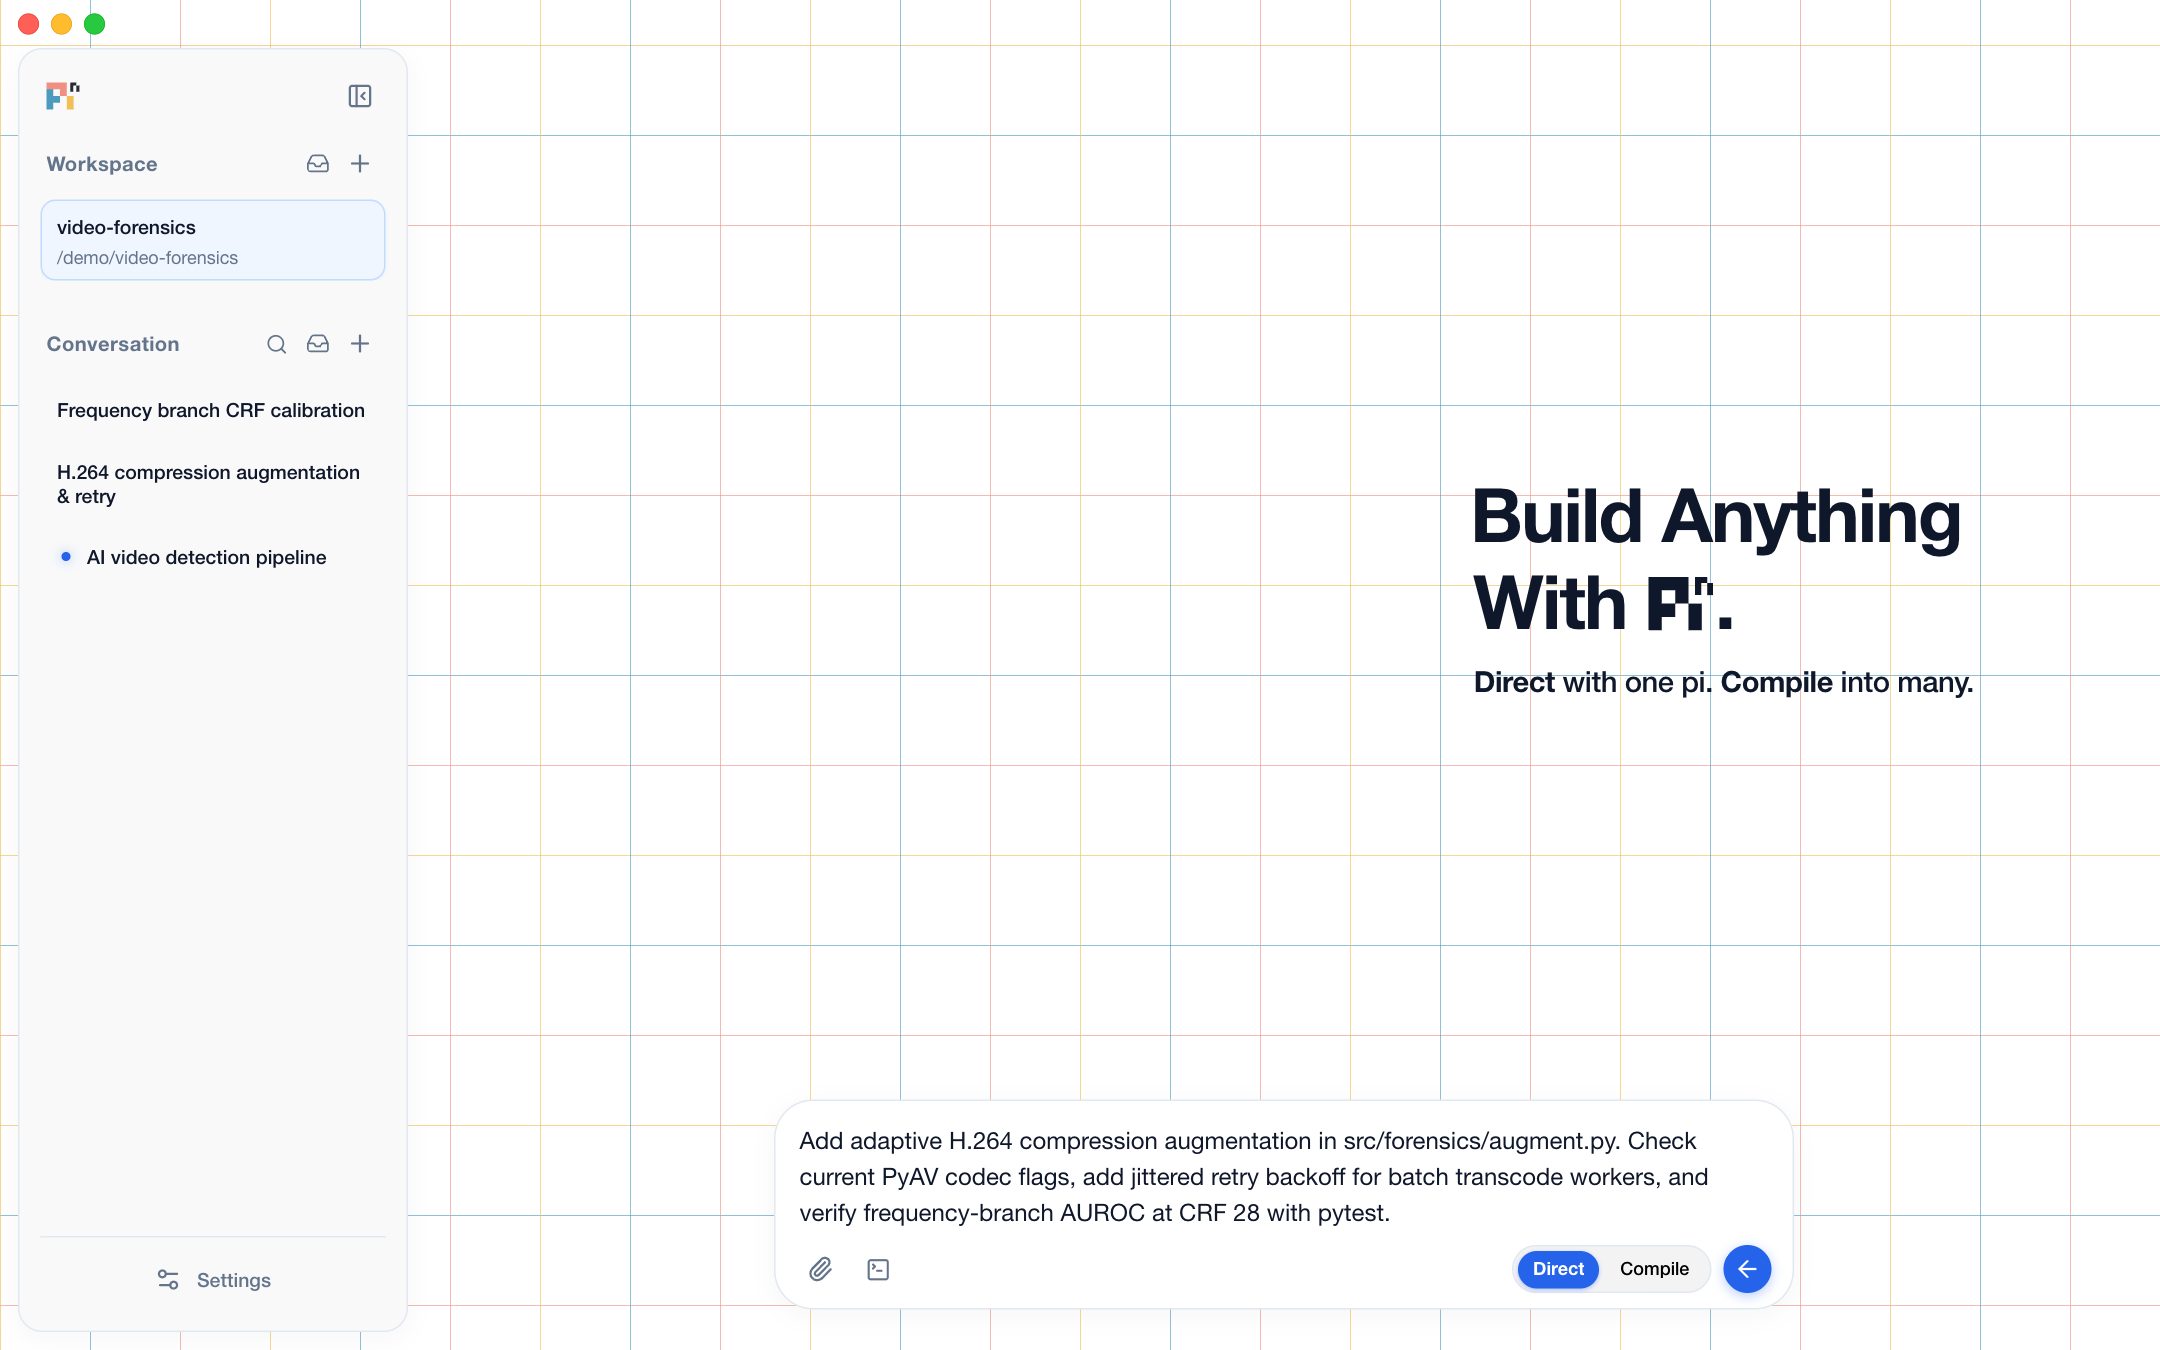 Workspace
video-forensics
/demo/video-forensics
Conversation
Frequency branch CRF calibration
H.264 compression augmentation
& retry
AI video detection pipeline
Settings
Build Anything
With Pi.
Direct with one pi. Compile into many.
Add adaptive H.264 compression augmentation in src/forensics/augment.py. Check
current PyAV codec flags, add jittered retry backoff for batch transcode workers, and
verify frequency-branch AUROC at CRF 28 with pytest.
Direct
Compile